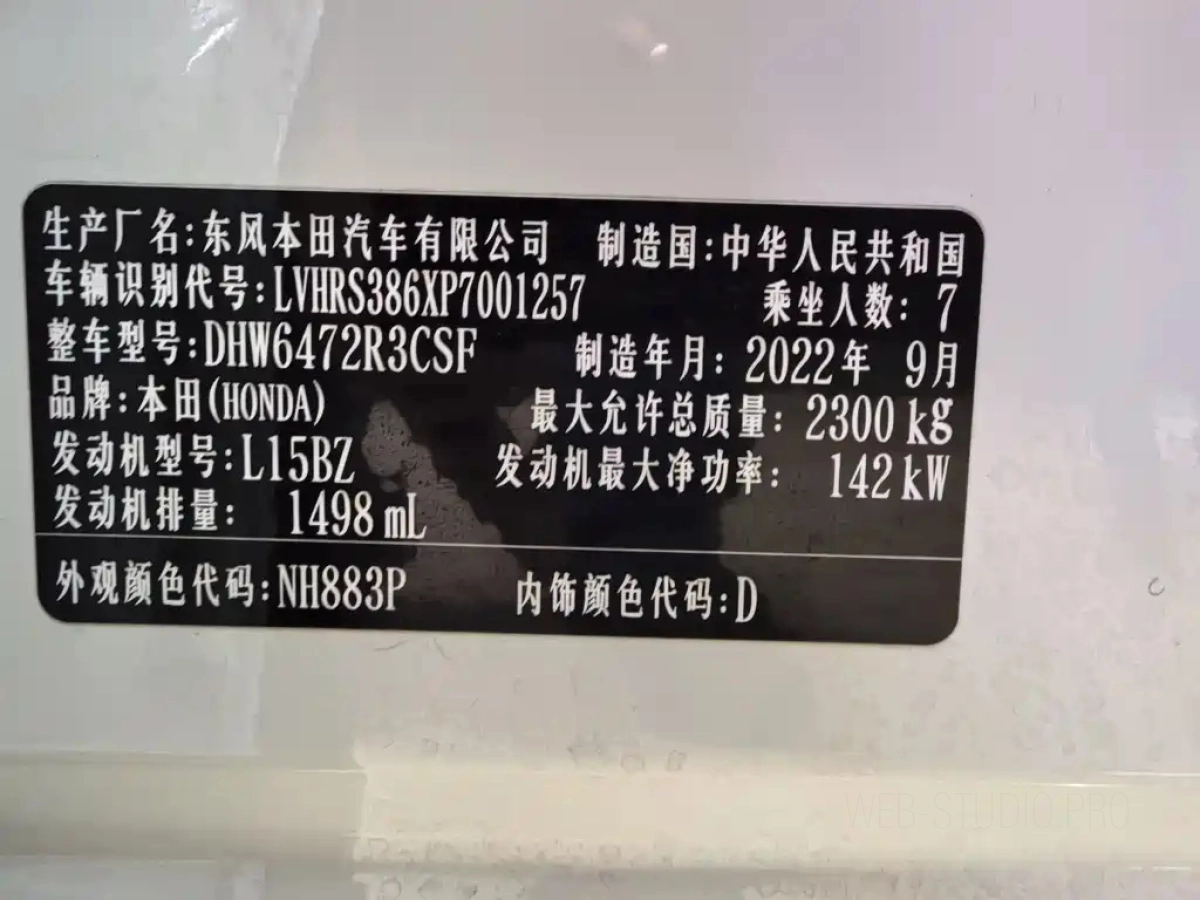 生产厂名:东风本田汽车有限公司 制造国:中华人民共和国
车辆识别代号:LVHRS386XP7001257 乘坐人数: 7
整车型号:DHW6472R3CSF 制造年月: 2022年 9月
品牌:本田(HONDA) 最大允许总质量: 2300 kg
发动机型号:L15BZ 发动机最大净功率: 142 kW
发动机排量: 1498 mL
外观颜色代码:NH883P 内饰颜色代码:D
WEB-STUDIO.PRO